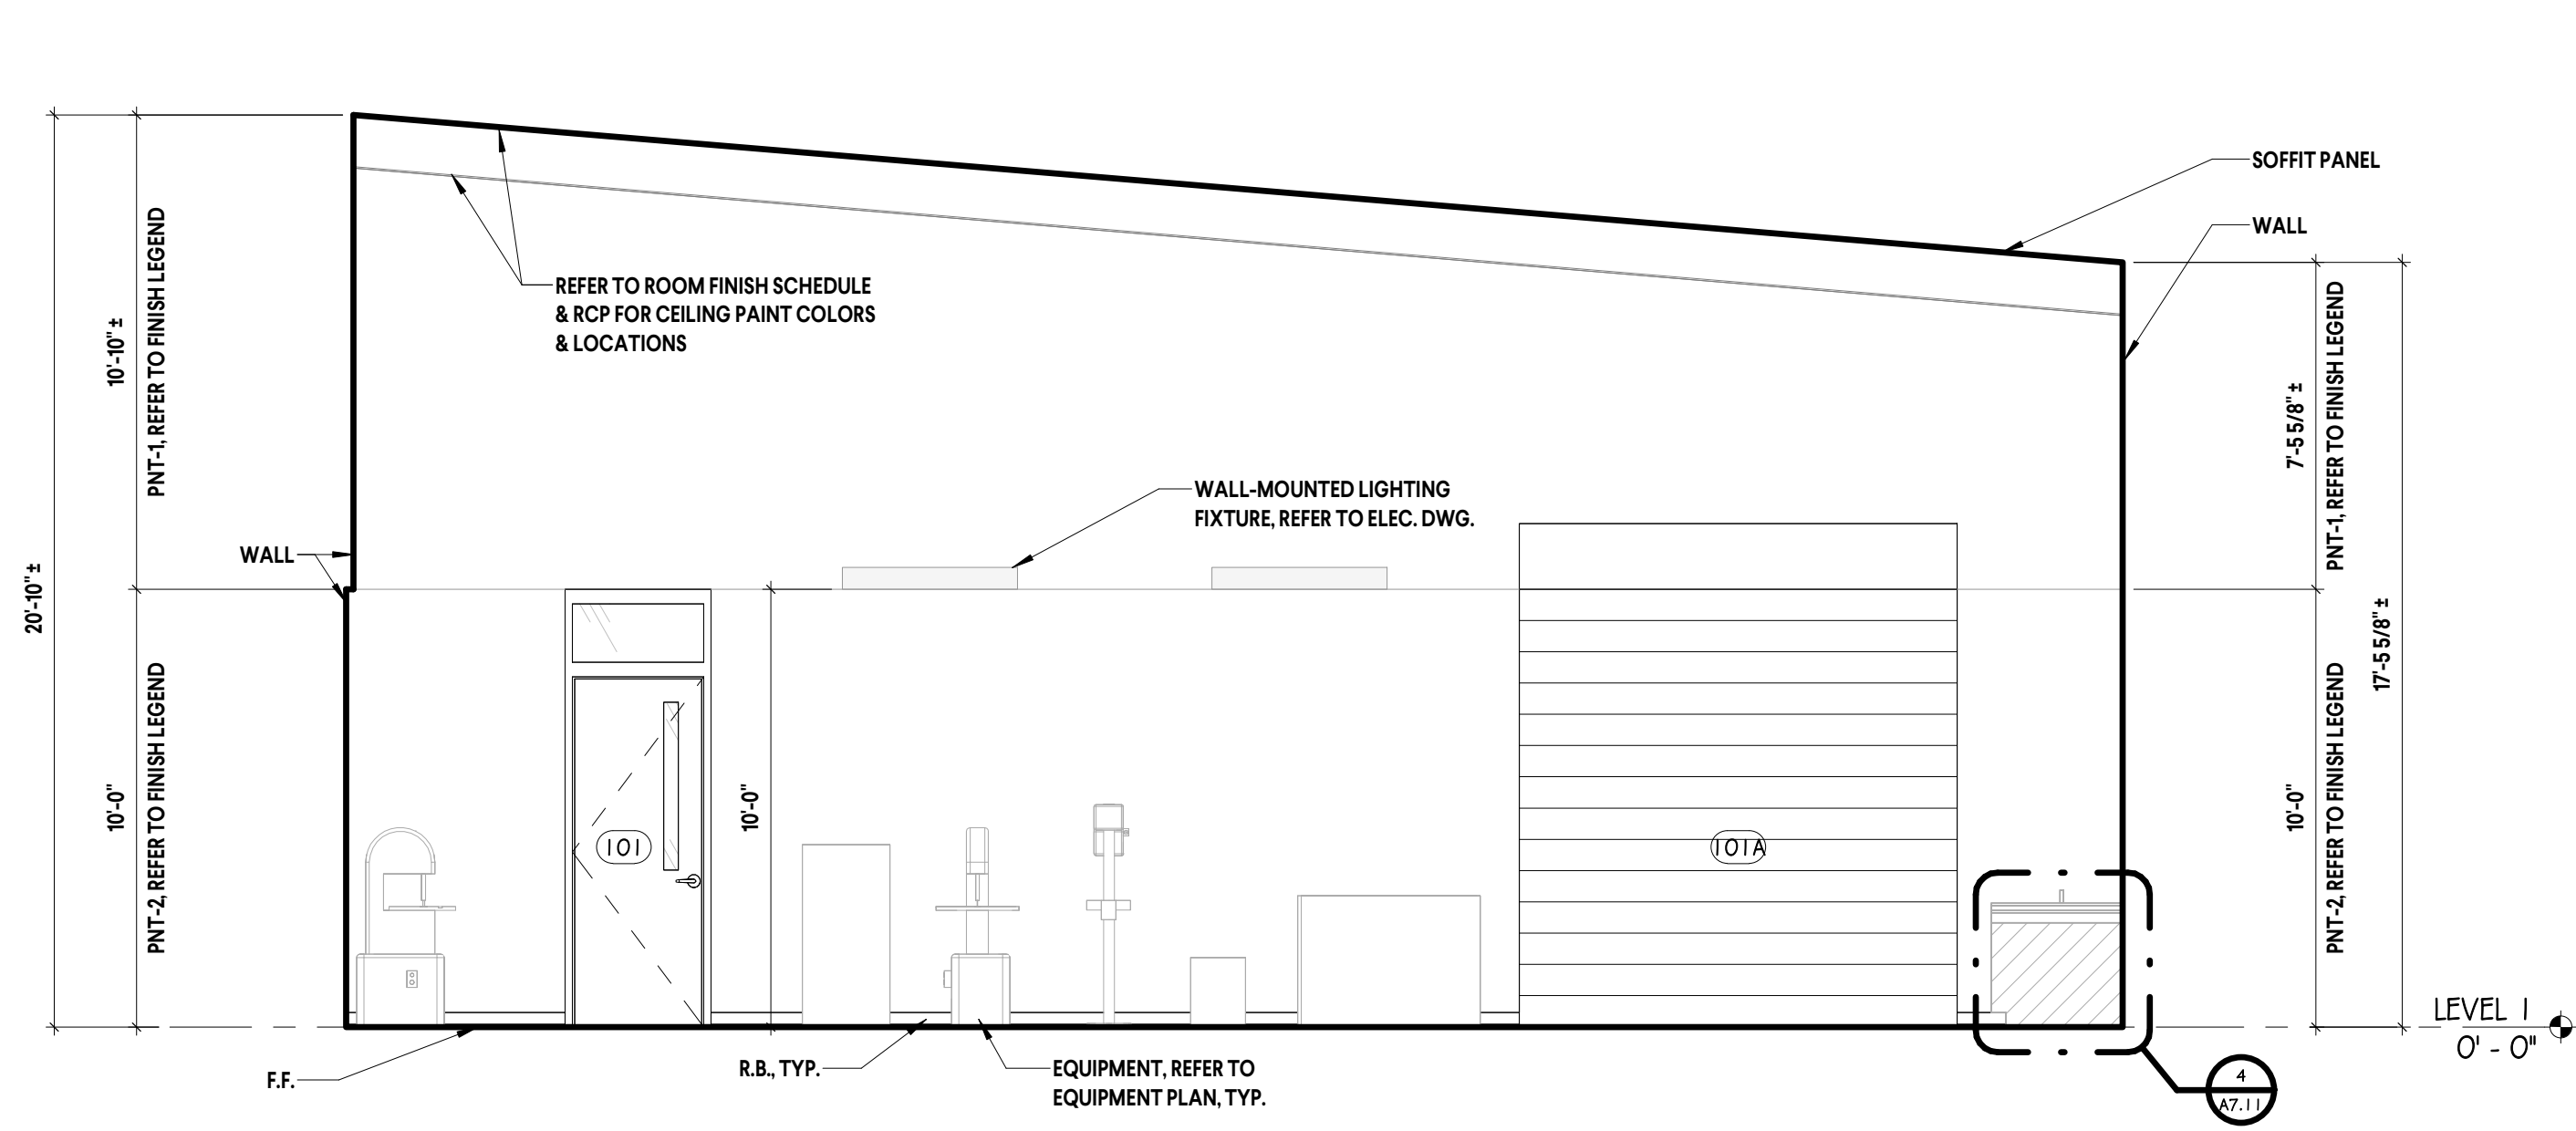 SOFFIT PANEL
WALL
REFER TO ROOM FINISH SCHEDULE
& RCP FOR CEILING PAINT COLORS
& LOCATIONS
WALL-MOUNTED LIGHTING
FIXTURE, REFER TO ELEC. DWG.
WALL
20'-10" ±
10'-10" ±
PNT-1, REFER TO FINISH LEGEND
10'-0"
PNT-2, REFER TO FINISH LEGEND
101
10'-0"
101A
7'-5 5/8" ±
PNT-1, REFER TO FINISH LEGEND
17'-5 5/8" ±
10'-0"
PNT-2, REFER TO FINISH LEGEND
LEVEL 1
0' - 0"
F.F.
R.B., TYP.
EQUIPMENT, REFER TO
EQUIPMENT PLAN, TYP.
4
A7.11